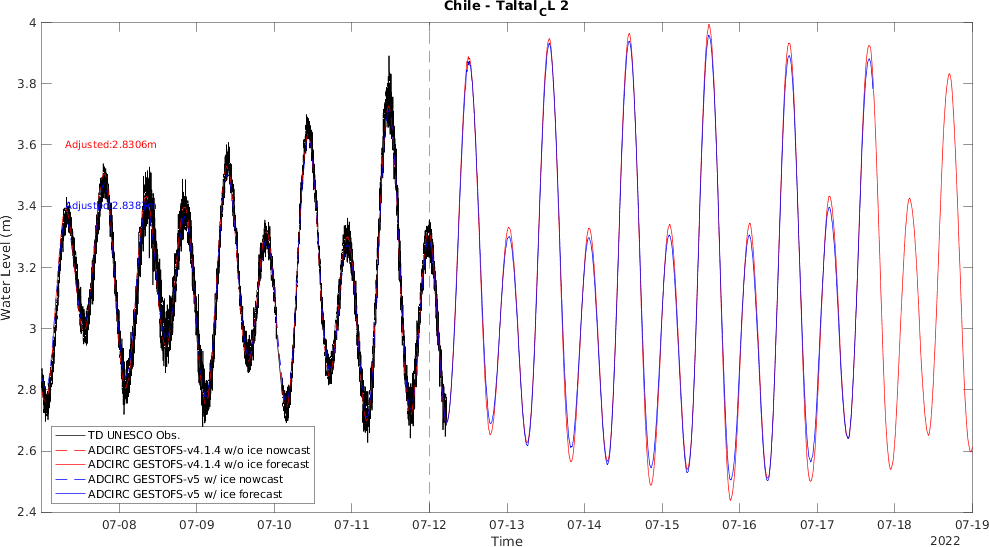 Chile - Taltal_CL 2
4
3.8
3.6
3.4
3.2
3
2.8
2.6
2.4
Water Level (m)
Adjusted:2.8306m
TD UNESCO Obs.
ADCIRC GESTOFS-v4.1.4 w/o ice nowcast
ADCIRC GESTOFS-v4.1.4 w/o ice forecast
ADCIRC GESTOFS-v5 w/ ice nowcast
ADCIRC GESTOFS-v5 w/ ice forecast
07-08 07-09 07-10 07-11 07-12 07-13 07-14 07-15 07-16 07-17 07-18 07-19
Time
2022